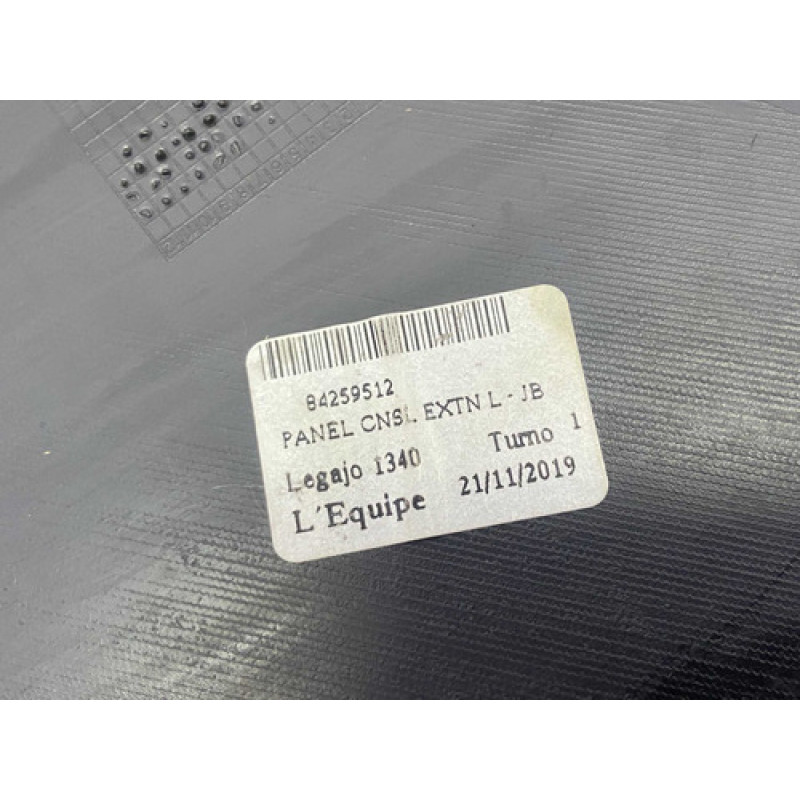 84259512
PANEL CNSL EXTN L - JB
Legajo 1340 Turno 1
L´Equipe 21/11/2019